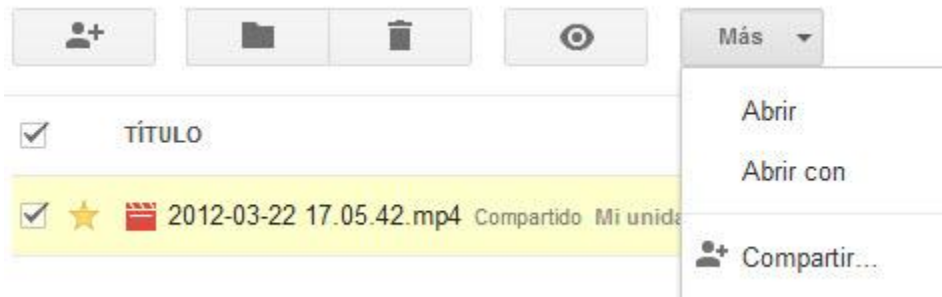 Más
Abrir
TÍTULO
Abrir con
2012-03-22 17.05.42.mp4 Compartido Mi unida
Compartir...